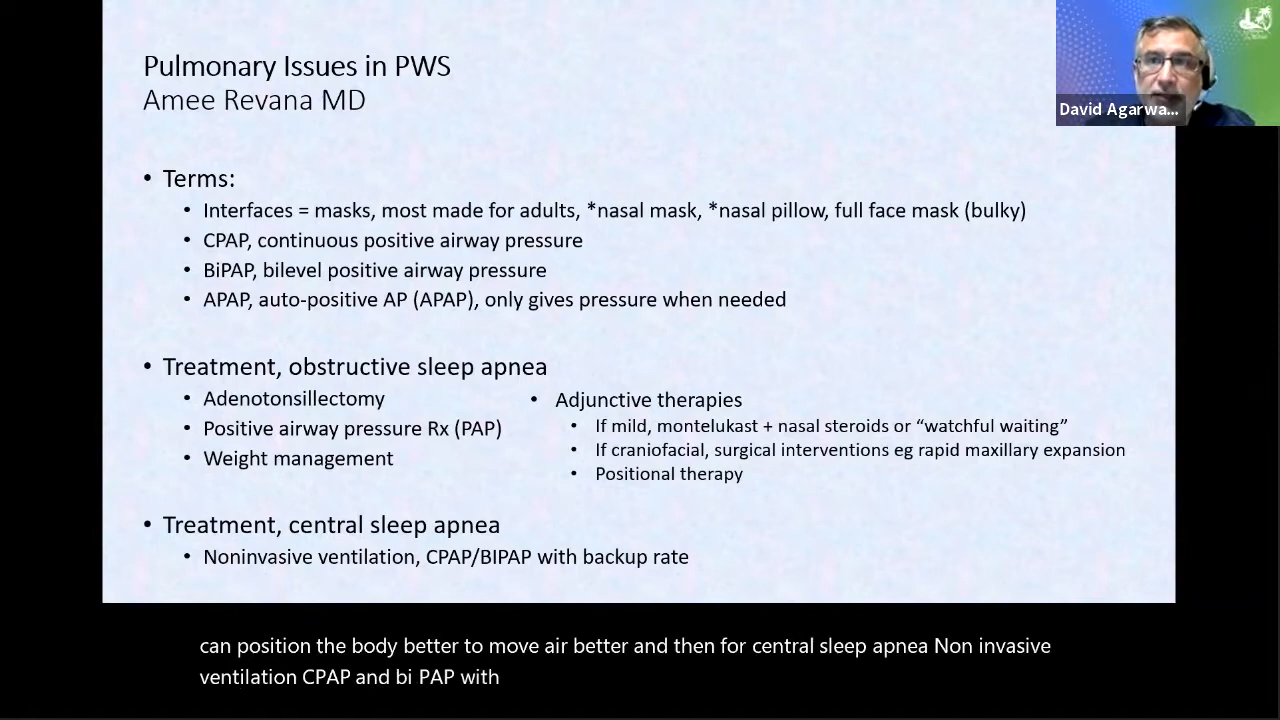 Pulmonary Issues in PWS
Amee Revana MD
David Agarwa...
• Terms:
• Interfaces = masks, most made for adults, *nasal mask, *nasal pillow, full face mask (bulky)
• CPAP, continuous positive airway pressure
• BiPAP, bilevel positive airway pressure
• APAP, auto-positive AP (APAP), only gives pressure when needed
• Treatment, obstructive sleep apnea
• Adenotonsillectomy
• Positive airway pressure Rx (PAP)
• Weight management
• Adjunctive therapies
• If mild, montelukast + nasal steroids or “watchful waiting”
• If craniofacial, surgical interventions eg rapid maxillary expansion
• Positional therapy
• Treatment, central sleep apnea
• Noninvasive ventilation, CPAP/BIPAP with backup rate
can position the body better to move air better and then for central sleep apnea Non invasive
ventilation CPAP and bi PAP with